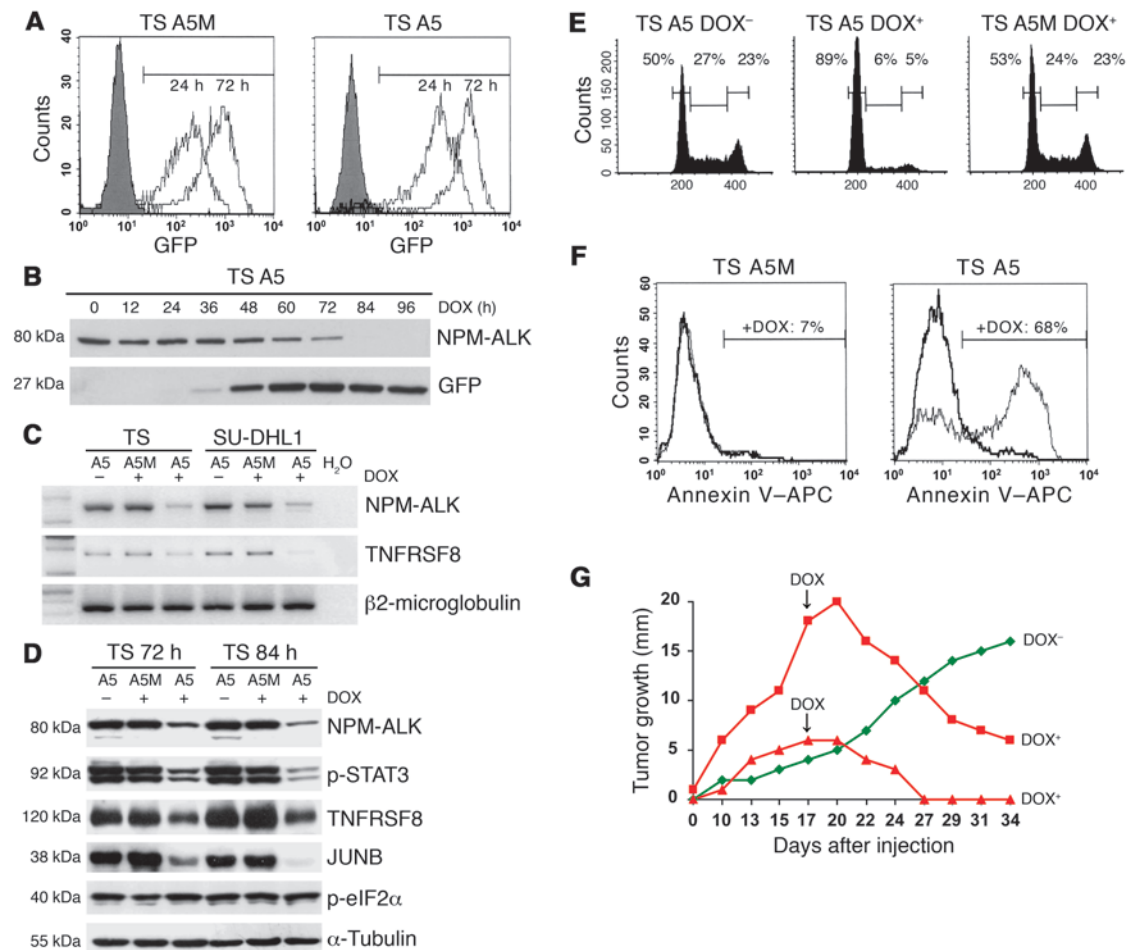 A
TS A5M
TS A5
Counts
40
30
20
10
0
24 h 72 h
24 h 72 h
10⁰ 10¹ 10² 10³ 10⁴
10⁰ 10¹ 10² 10³ 10⁴
GFP
GFP
B
TS A5
0 12 24 36 48 60 72 84 96 DOX (h)
80 kDa NPM-ALK
27 kDa GFP
C
TS SU-DHL1
A5 A5M A5 A5 A5M A5 H₂O
– + + – + + DOX
NPM-ALK
TNFRSF8
β2-microglobulin
D
TS 72 h TS 84 h
A5 A5M A5 A5 A5M A5
– + + – + + DOX
80 kDa NPM-ALK
92 kDa p-STAT3
120 kDa TNFRSF8
38 kDa JUNB
40 kDa p-eIF2α
55 kDa α-Tubulin
E
TS A5 DOX⁻ TS A5 DOX⁺ TS A5M DOX⁺
50% 27% 23%
89% 6% 5%
53% 24% 23%
Counts
200
150
100
50
0
200 400
200 400
200 400
F
TS A5M
TS A5
Counts
60
50
40
30
20
10
0
+DOX: 7%
+DOX: 68%
10⁰ 10¹ 10² 10³ 10⁴
10⁰ 10¹ 10² 10³ 10⁴
Annexin V–APC
Annexin V–APC
G
Tumor growth (mm)
20
15
10
5
0
DOX
DOX
DOX⁻
DOX⁺
DOX⁺
0 10 13 15 17 20 22 24 27 29 31 34
Days after injection